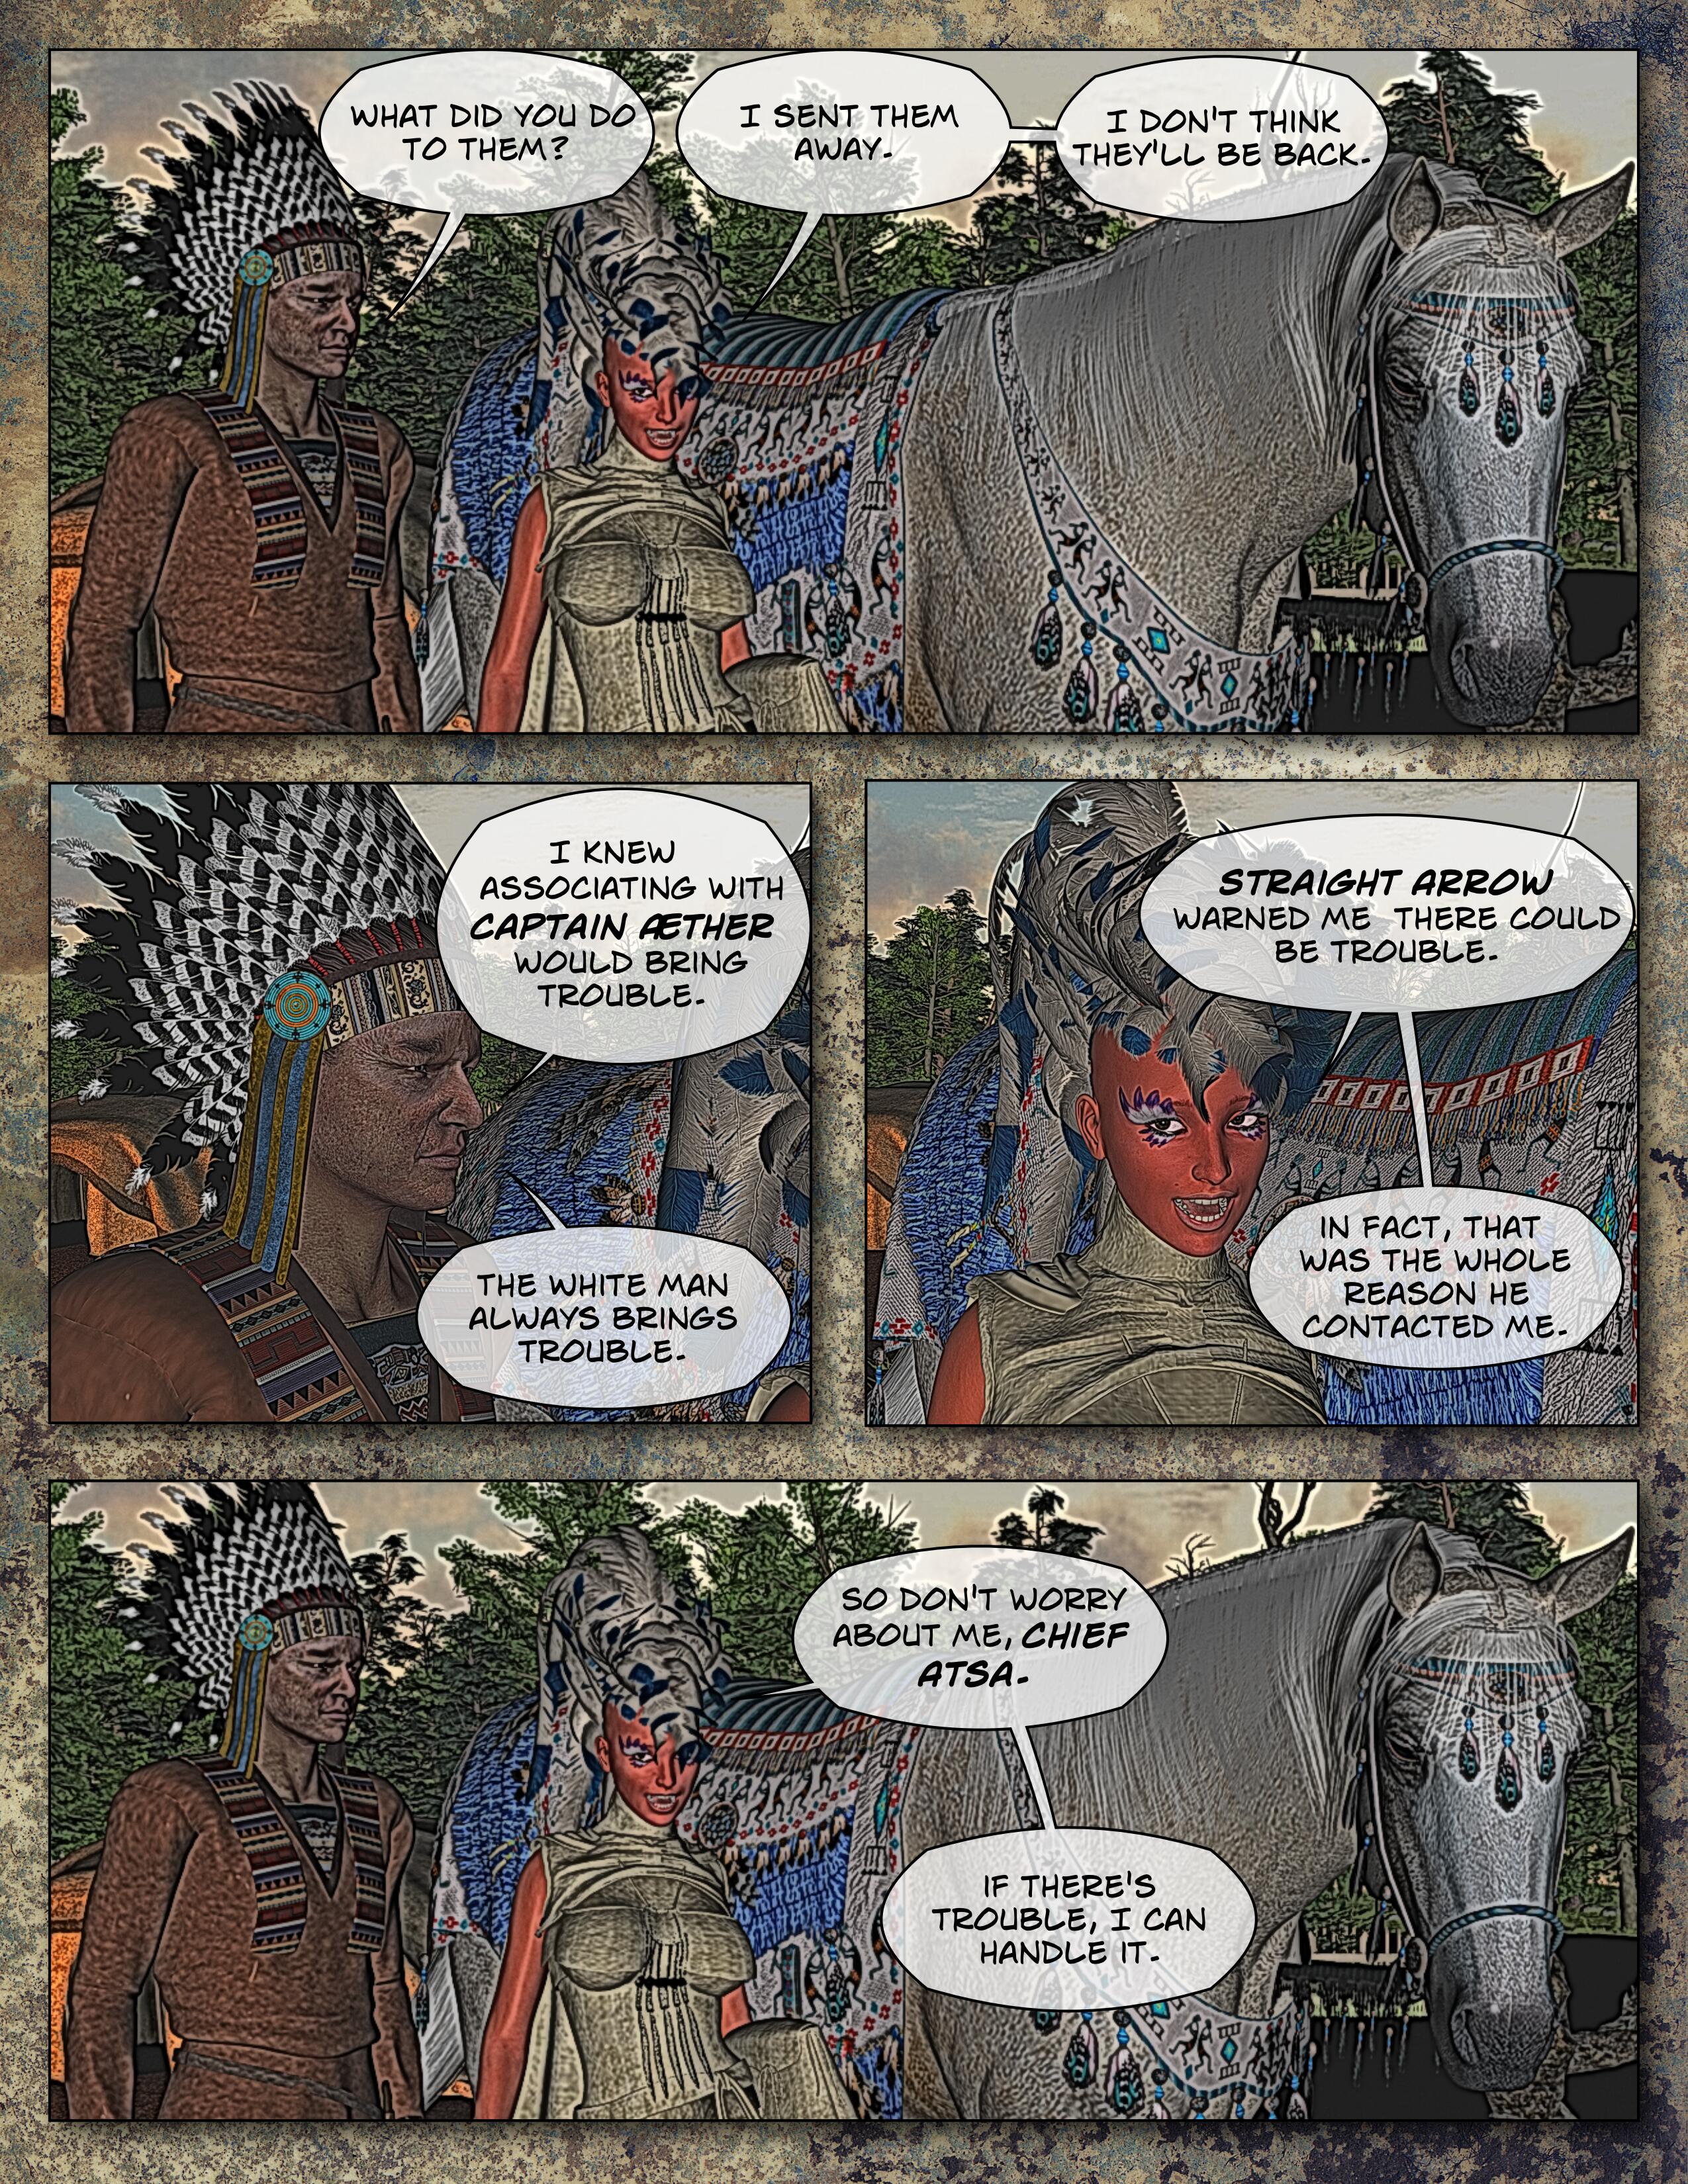 WHAT DID YOU DO
TO THEM?
I SENT THEM
AWAY.
I DON'T THINK
THEY'LL BE BACK.
I KNEW
ASSOCIATING WITH
CAPTAIN ÆTHER
WOULD BRING
TROUBLE.
THE WHITE MAN
ALWAYS BRINGS
TROUBLE.
STRAIGHT ARROW
WARNED ME THERE COULD
BE TROUBLE.
IN FACT, THAT
WAS THE WHOLE
REASON HE
CONTACTED ME.
SO DON'T WORRY
ABOUT ME, CHIEF
ATSA.
IF THERE'S
TROUBLE, I CAN
HANDLE IT.